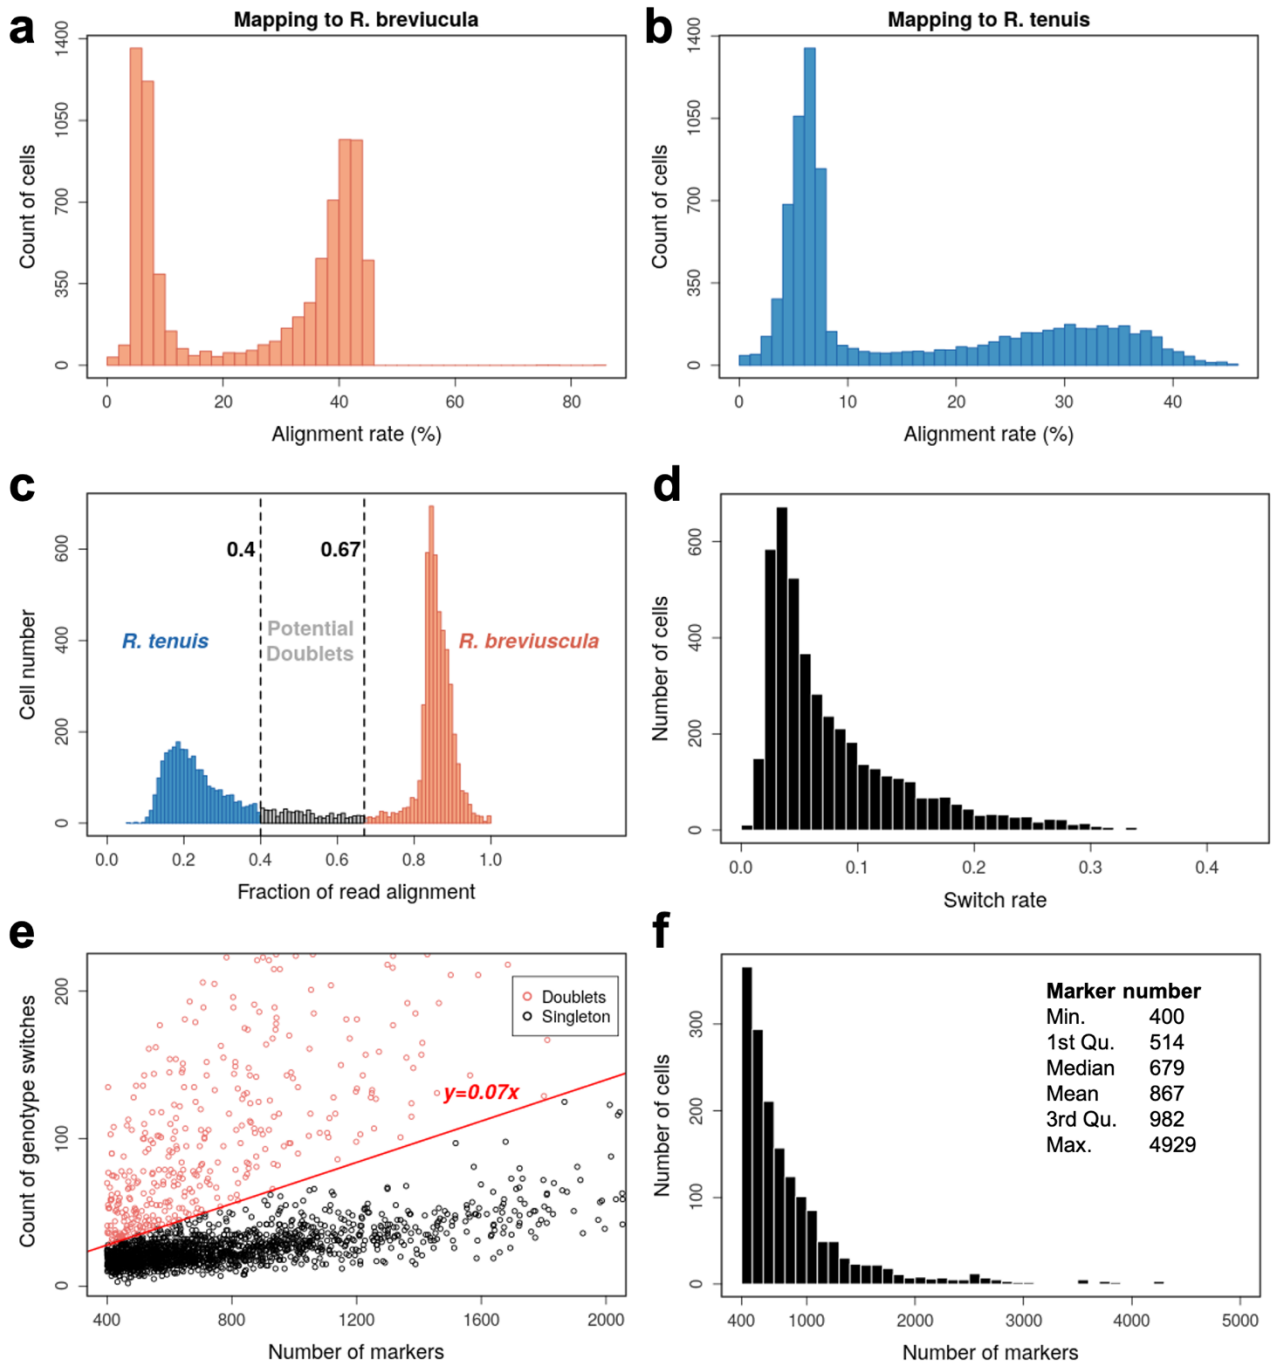 a
Mapping to R. breviucula
Count of cells
0 350 700 1050 1400
0 20 40 60 80
Alignment rate (%)
b
Mapping to R. tenuis
Count of cells
0 350 700 1050 1400
0 10 20 30 40
Alignment rate (%)
c
Cell number
0 200 400 600
0.4 0.67
R. tenuis
Potential
Doublets
R. breviuscula
0.0 0.2 0.4 0.6 0.8 1.0
Fraction of read alignment
d
Number of cells
0 200 400 600
0.0 0.1 0.2 0.3 0.4
Switch rate
e
Count of genotype switches
0 100 200
Doublets
Singleton
y=0.07x
400 800 1200 1600 2000
Number of markers
f
Number of cells
0 100 200 300
Marker number
Min. 400
1st Qu. 514
Median 679
Mean 867
3rd Qu. 982
Max. 4929
400 1000 2000 3000 4000 5000
Number of markers